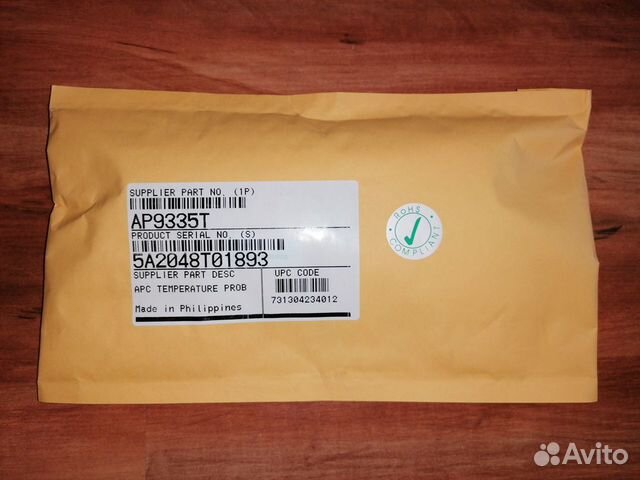 SUPPLIER PART NO. (1P)
AP9335T
PRODUCT SERIAL NO. (S)
5A2048T01893
SUPPLIER PART DESC
APC TEMPERATURE PROB
Made in Philippines
UPC CODE
731304234012
ROHS
COMPLIANT
Avito